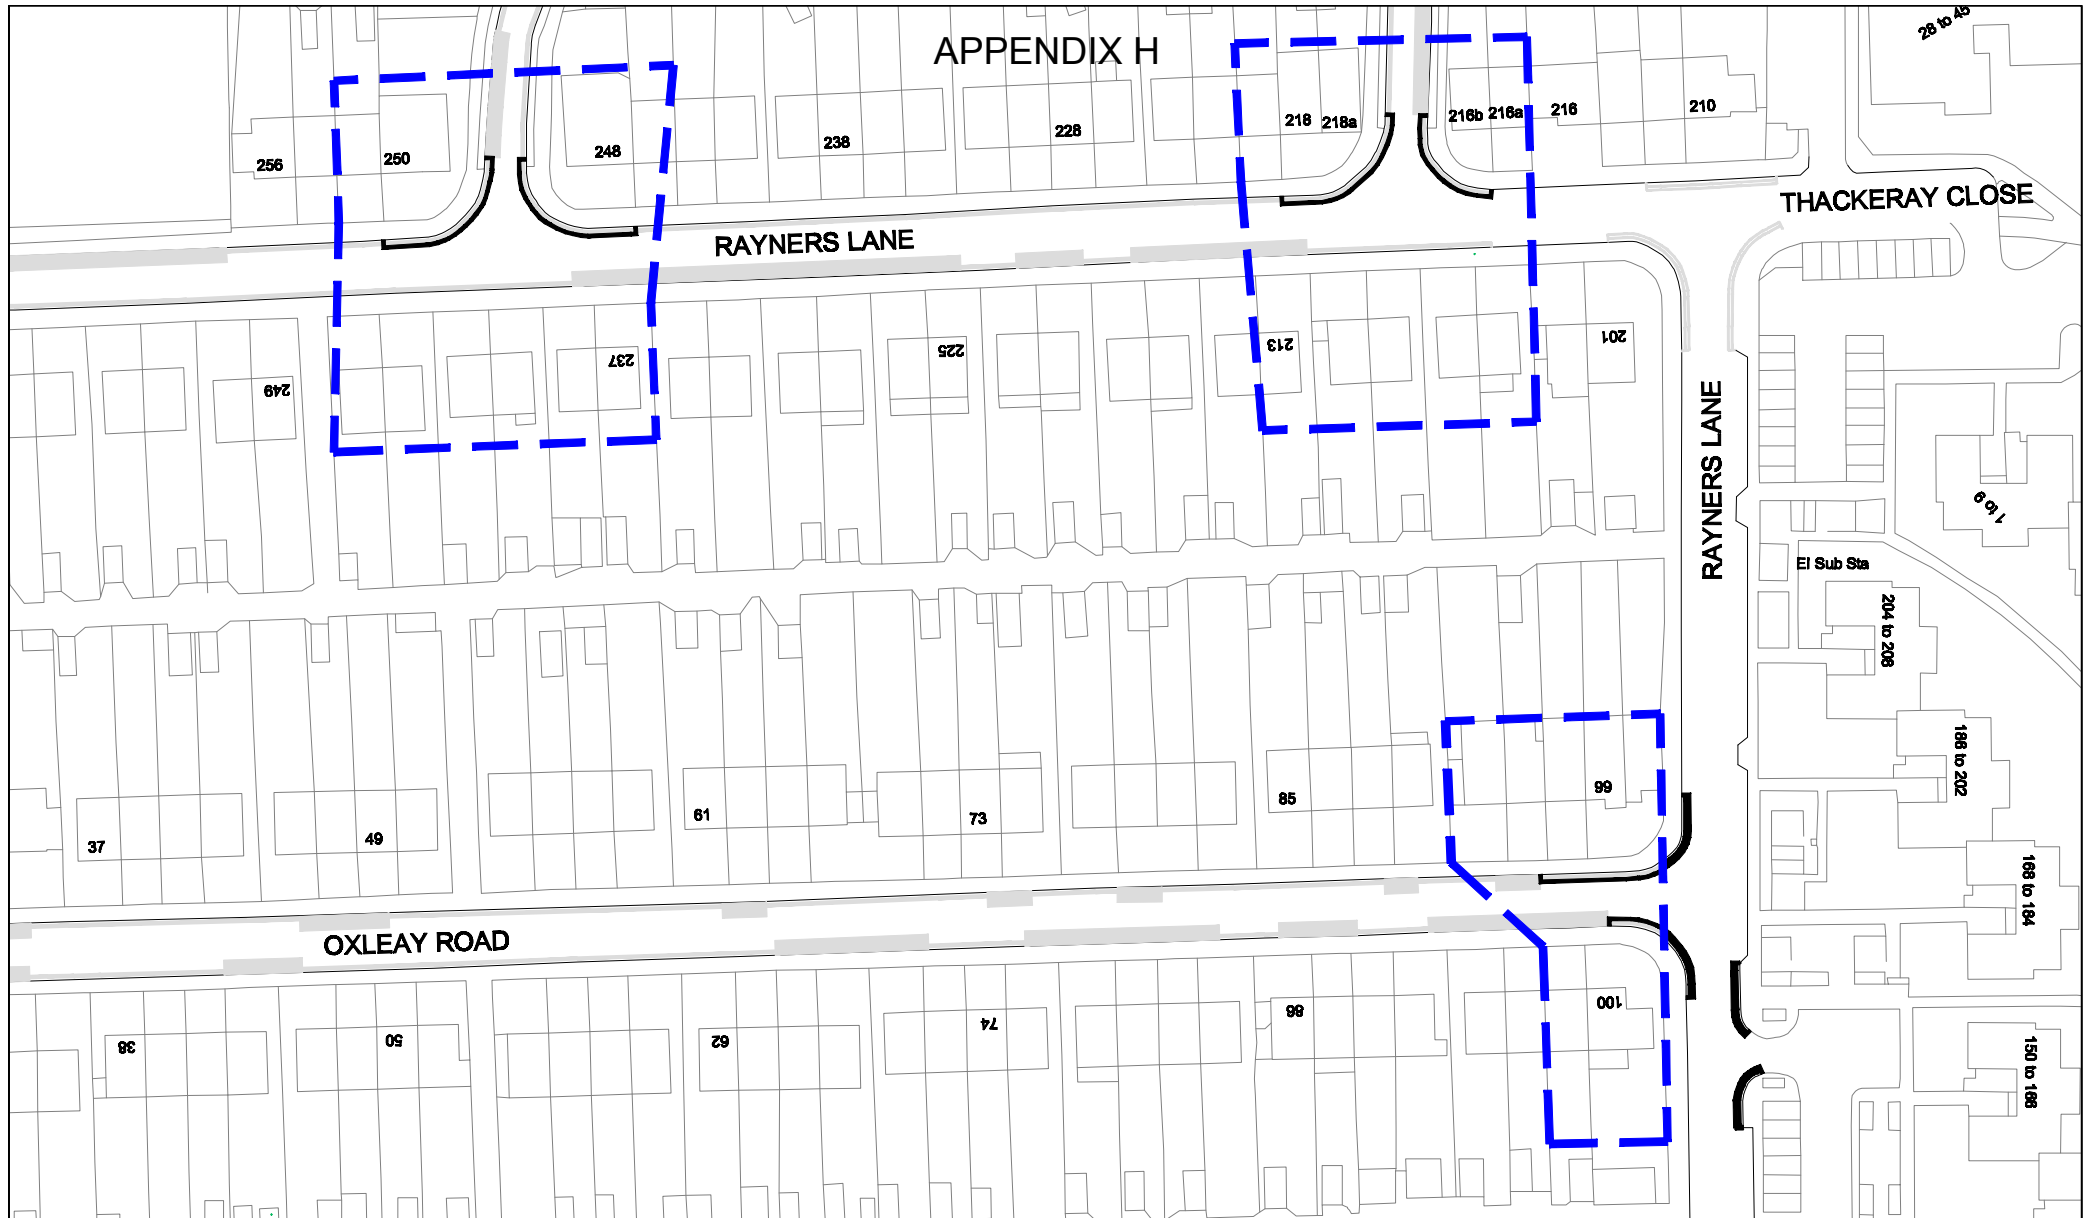 APPENDIX H
28 to 45
256
250
248
238
228
218
218a
216b
216a
216
210
THACKERAY CLOSE
RAYNERS LANE
249
237
225
213
201
RAYNERS LANE
1 to 9
El Sub Sta
204 to 208
186 to 202
168 to 184
150 to 166
37
49
61
73
85
99
OXLEAY ROAD
38
50
62
74
86
100